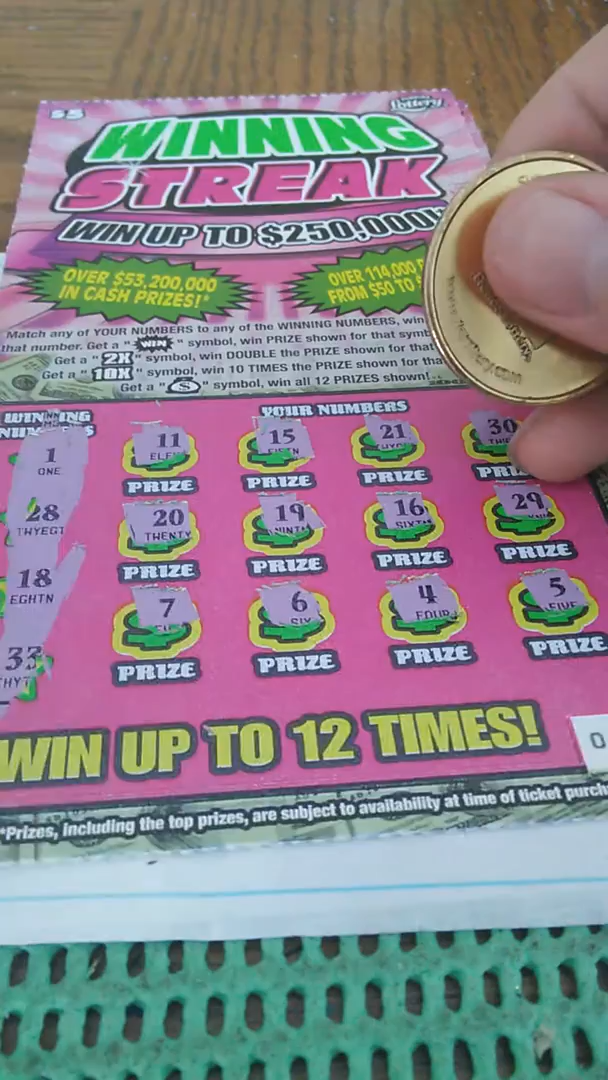 $5
Lottery
WINNING
STREAK
WIN UP TO $250,000!
OVER $53,200,000
IN CASH PRIZES!*
OVER 114,000
FROM $50 TO
Match any of YOUR NUMBERS to any of the WINNING NUMBERS, win
that number. Get a "WIN" symbol, win PRIZE shown for that
Get a "2X" symbol, win DOUBLE the PRIZE shown for that
Get a "10X" symbol, win 10 TIMES the PRIZE shown for
Get a "$" symbol, win all 12 PRIZES shown!
WINNING YOUR NUMBERS
1 11 15 21 30
ONE
PRIZE PRIZE PRIZE
28 20 19 16 29
THYEGT THENTY
PRIZE PRIZE PRIZE PRIZE
18 7 6 4 5
EGHTN SIX FOUR FIVE
PRIZE PRIZE PRIZE PRIZE
33
WIN UP TO 12 TIMES!
0
*Prizes, including the top prizes, are subject to availability at time of ticket